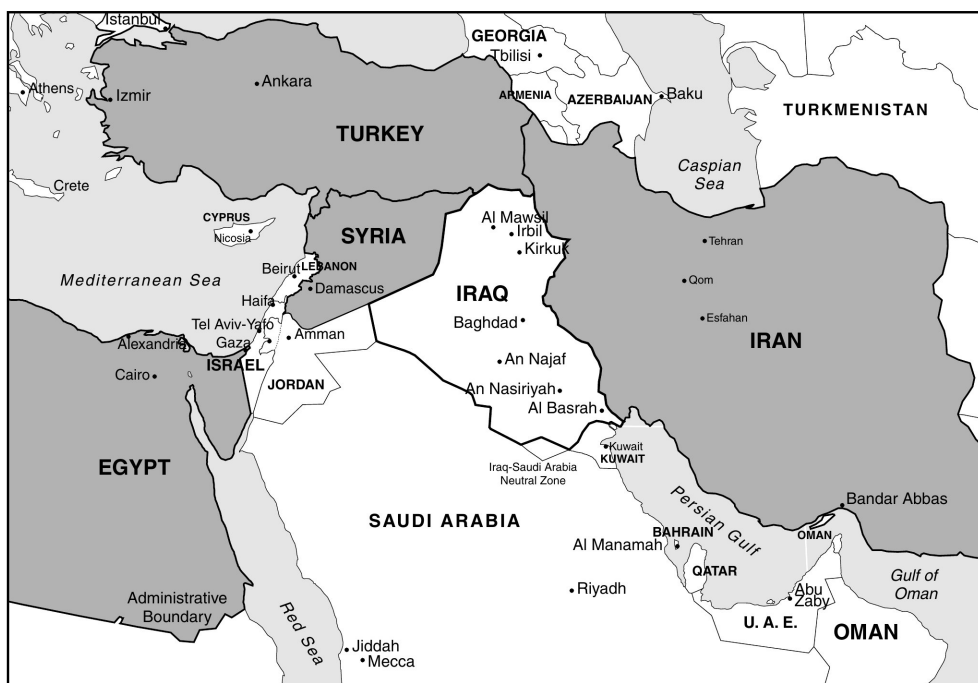 Istanbul
GEORGIA
Tbilisi
Athens
Izmir
Ankara
ARMENIA
AZERBAIJAN
Baku
TURKMENISTAN
TURKEY
Caspian
Sea
Crete
CYPRUS
Nicosia
SYRIA
Al Mawsil
Irbil
Kirkuk
Tehran
Mediterranean Sea
Beirut
LEBANON
Damascus
Qom
Haifa
IRAQ
Baghdad
Esfahan
Tel Aviv-Yafo
Gaza
Amman
IRAN
Alexandria
ISRAEL
Cairo
JORDAN
An Najaf
An Nasiriyah
Al Basrah
Kuwait
KUWAIT
EGYPT
Iraq-Saudi Arabia
Neutral Zone
Bandar Abbas
SAUDI ARABIA
Persian Gulf
BAHRAIN
OMAN
Al Manamah
QATAR
Gulf of
Oman
Riyadh
Abu
Zaby
Administrative
Boundary
Red Sea
U. A. E.
OMAN
Jiddah
Mecca